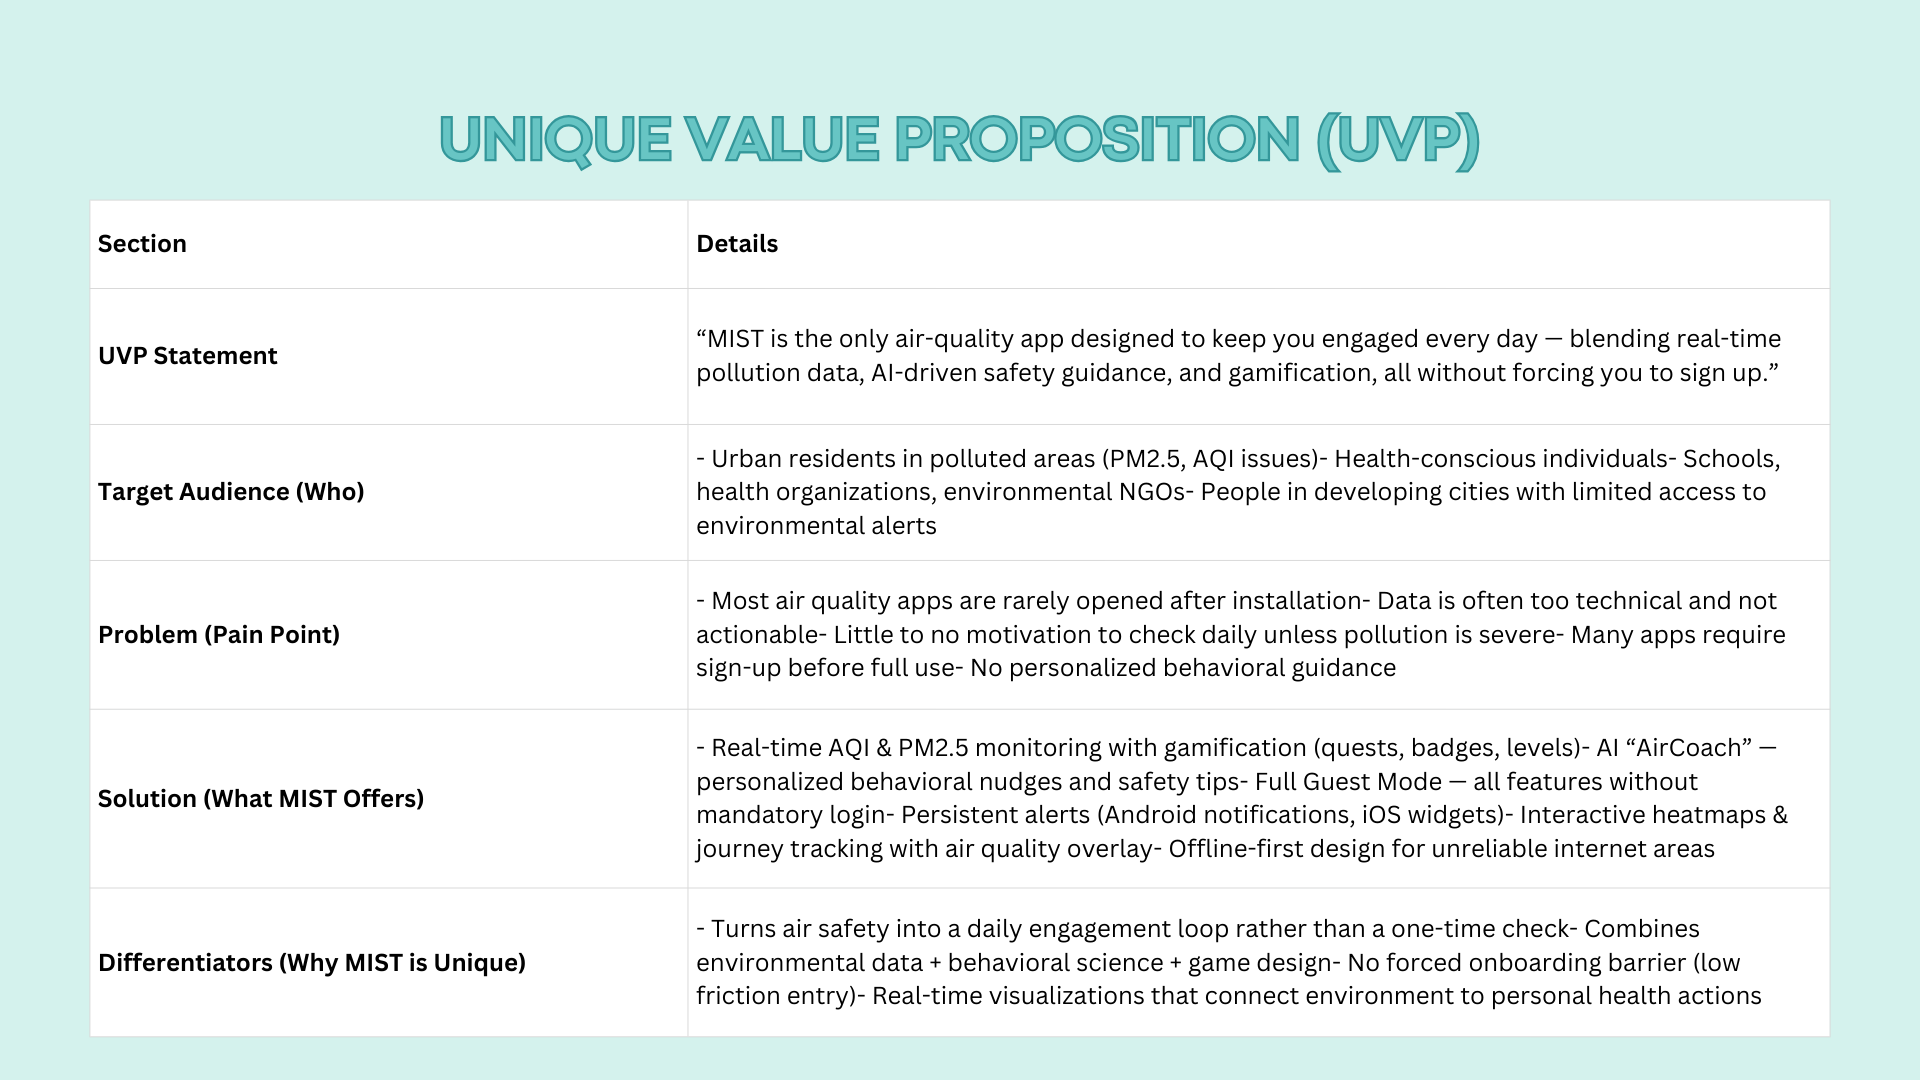 UNIQUE VALUE PROPOSITION (UVP)
Section
Details
UVP Statement
“MIST is the only air-quality app designed to keep you engaged every day — blending real-time
pollution data, AI-driven safety guidance, and gamification, all without forcing you to sign up.”
Target Audience (Who)
- Urban residents in polluted areas (PM2.5, AQI issues)- Health-conscious individuals- Schools,
health organizations, environmental NGOs- People in developing cities with limited access to
environmental alerts
Problem (Pain Point)
- Most air quality apps are rarely opened after installation- Data is often too technical and not
actionable- Little to no motivation to check daily unless pollution is severe- Many apps require
sign-up before full use- No personalized behavioral guidance
Solution (What MIST Offers)
- Real-time AQI & PM2.5 monitoring with gamification (quests, badges, levels)- AI “AirCoach” —
personalized behavioral nudges and safety tips- Full Guest Mode — all features without
mandatory login- Persistent alerts (Android notifications, iOS widgets)- Interactive heatmaps &
journey tracking with air quality overlay- Offline-first design for unreliable internet areas
Differentiators (Why MIST is Unique)
- Turns air safety into a daily engagement loop rather than a one-time check- Combines
environmental data + behavioral science + game design- No forced onboarding barrier (low
friction entry)- Real-time visualizations that connect environment to personal health actions